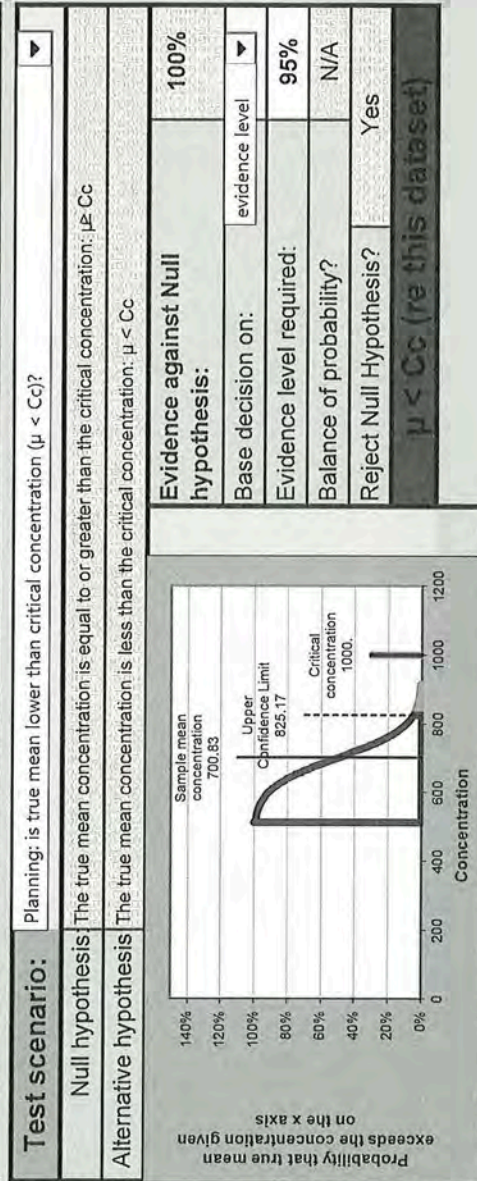 Test scenario: Planning: is true mean lower than critical concentration (µ < Cc)?
Null hypothesis: The true mean concentration is equal to or greater than the critical concentration: µ≥ Cc
Alternative hypothesis The true mean concentration is less than the critical concentration: µ < Cc
Probability that true mean
exceeds the concentration given
on the x axis
140%
120%
100%
80%
60%
40%
20%
0%
Sample mean
concentration
700.83
Upper
Confidence Limit
825.17
Critical
concentration
1000.
0 200 400 600 800 1000 1200
Concentration
Evidence against Null
hypothesis: 100%
Base decision on: evidence level
Evidence level required: 95%
Balance of probability? N/A
Reject Null Hypothesis? Yes
µ < Cc (re this dataset)